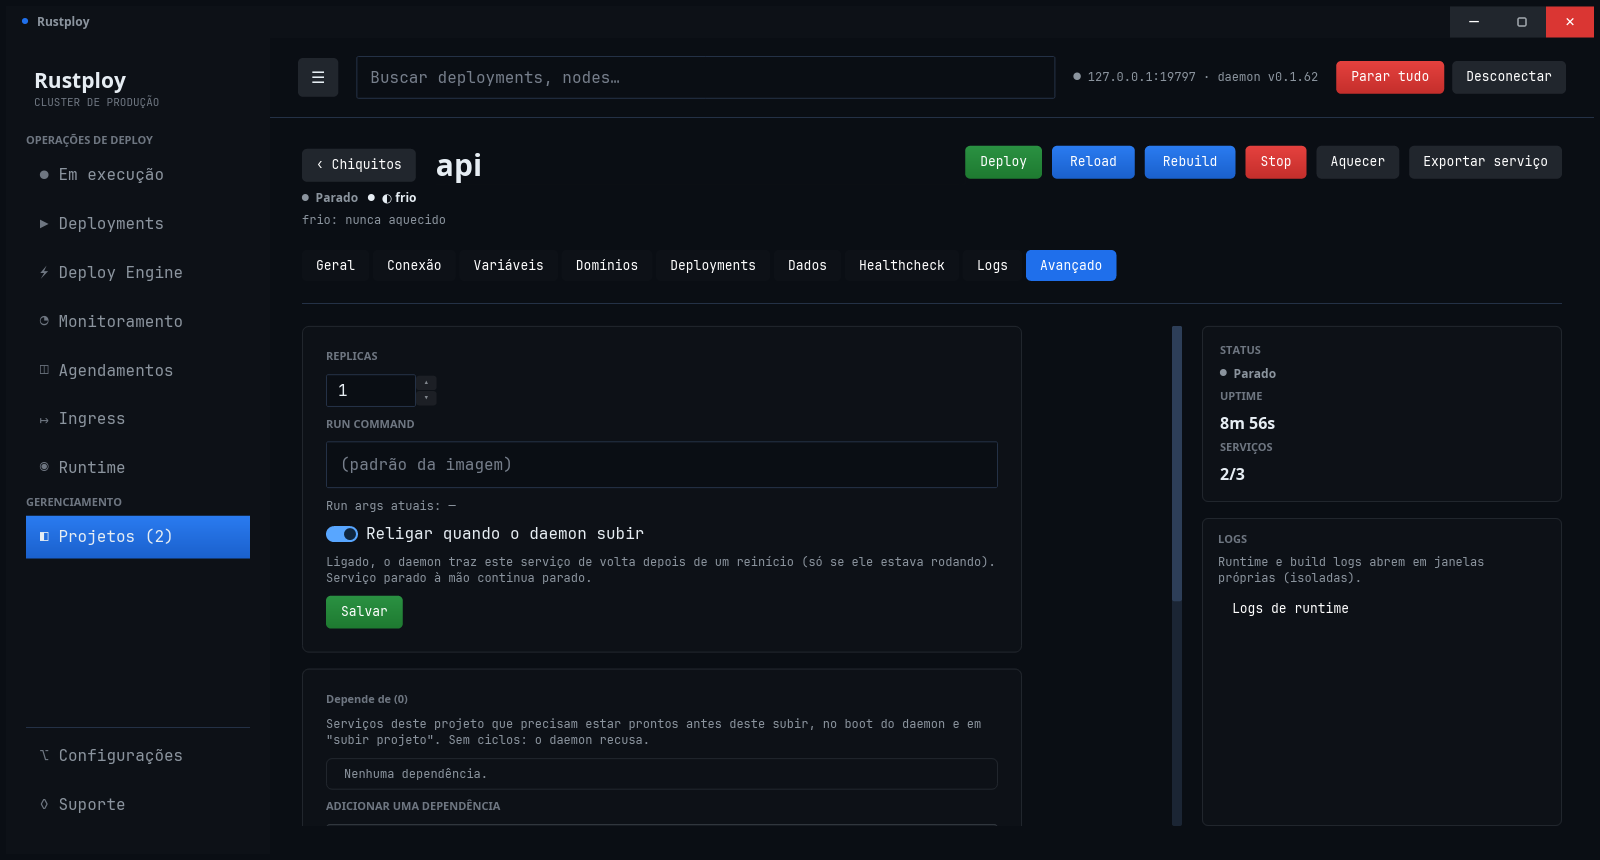 Rustploy
Rustploy
CLUSTER DE PRODUÇÃO
OPERAÇÕES DE DEPLOY
Em execução
Deployments
Deploy Engine
Monitoramento
Agendamentos
Ingress
Runtime
GERENCIAMENTO
Projetos (2)
Configurações
Suporte
Buscar deployments, nodes…
127.0.0.1:19797 · daemon v0.1.62
Parar tudo
Desconectar
‹ Chiquitos
api
Deploy
Reload
Rebuild
Stop
Aquecer
Exportar serviço
Parado
frio
frio: nunca aquecido
Geral
Conexão
Variáveis
Domínios
Deployments
Dados
Healthcheck
Logs
Avançado
REPLICAS
1
RUN COMMAND
(padrão da imagem)
Run args atuais: —
Religar quando o daemon subir
Ligado, o daemon traz este serviço de volta depois de um reinício (só se ele estava rodando).
Serviço parado à mão continua parado.
Salvar
Depende de (0)
Serviços deste projeto que precisam estar prontos antes deste subir, no boot do daemon e em
"subir projeto". Sem ciclos: o daemon recusa.
Nenhuma dependência.
ADICIONAR UMA DEPENDÊNCIA
STATUS
Parado
UPTIME
8m 56s
SERVIÇOS
2/3
LOGS
Runtime e build logs abrem em janelas
próprias (isoladas).
Logs de runtime